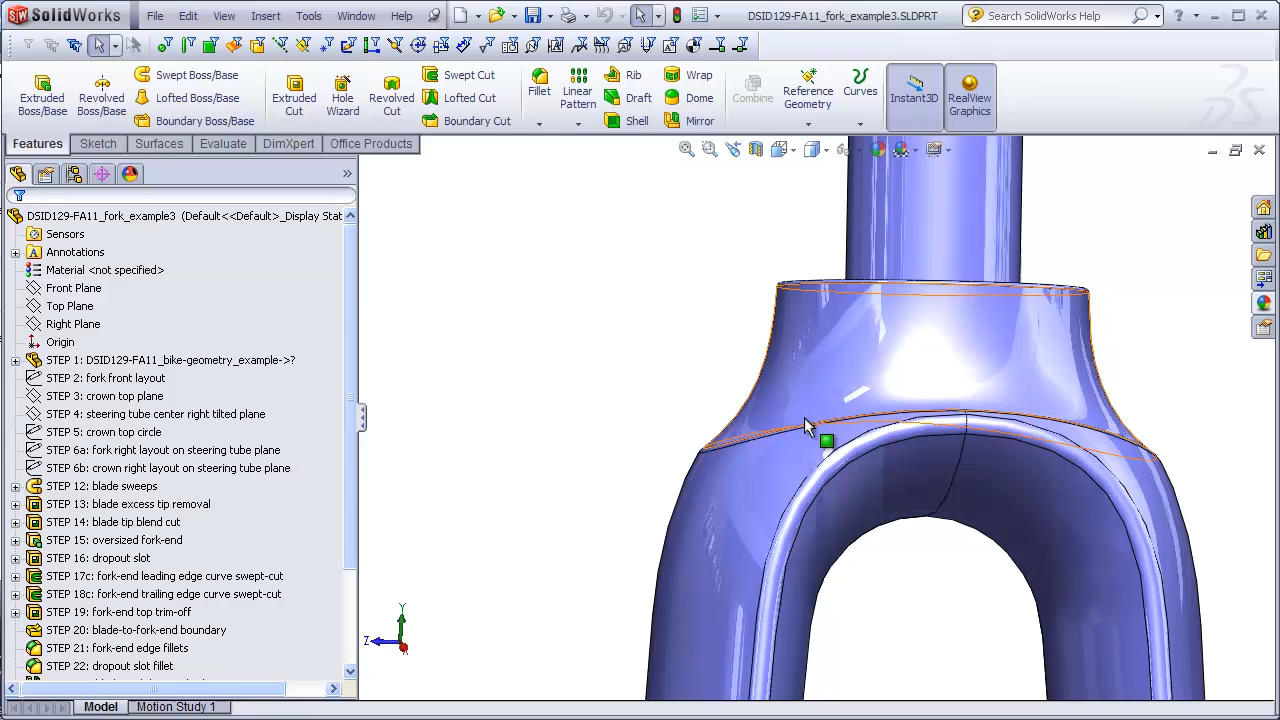 SolidWorks File Edit View Insert Tools Window Help DSID129-FA11_fork_example3.SLDPRT Search SolidWorks Help
Extruded Boss/Base
Revolved Boss/Base
Swept Boss/Base
Lofted Boss/Base
Boundary Boss/Base
Extruded Cut
Hole Wizard
Revolved Cut
Swept Cut
Lofted Cut
Boundary Cut
Fillet
Linear Pattern
Rib
Draft
Shell
Wrap
Dome
Mirror
Combine
Reference Geometry
Curves
Instant3D
RealView Graphics
Features Sketch Surfaces Evaluate DimXpert Office Products
DSID129-FA11_fork_example3 (Default<<Default>_Display Stat
Sensors
Annotations
Material <not specified>
Front Plane
Top Plane
Right Plane
Origin
STEP 1: DSID129-FA11_bike-geometry_example->?
STEP 2: fork front layout
STEP 3: crown top plane
STEP 4: steering tube center right tilted plane
STEP 5: crown top circle
STEP 6a: fork right layout on steering tube plane
STEP 6b: crown right layout on steering tube plane
STEP 12: blade sweeps
STEP 13: blade excess tip removal
STEP 14: blade tip blend cut
STEP 15: oversized fork-end
STEP 16: dropout slot
STEP 17c: fork-end leading edge curve swept-cut
STEP 18c: fork-end trailing edge curve swept-cut
STEP 19: fork-end top trim-off
STEP 20: blade-to-fork-end boundary
STEP 21: fork-end edge fillets
STEP 22: dropout slot fillet
Y
Z
Model Motion Study 1